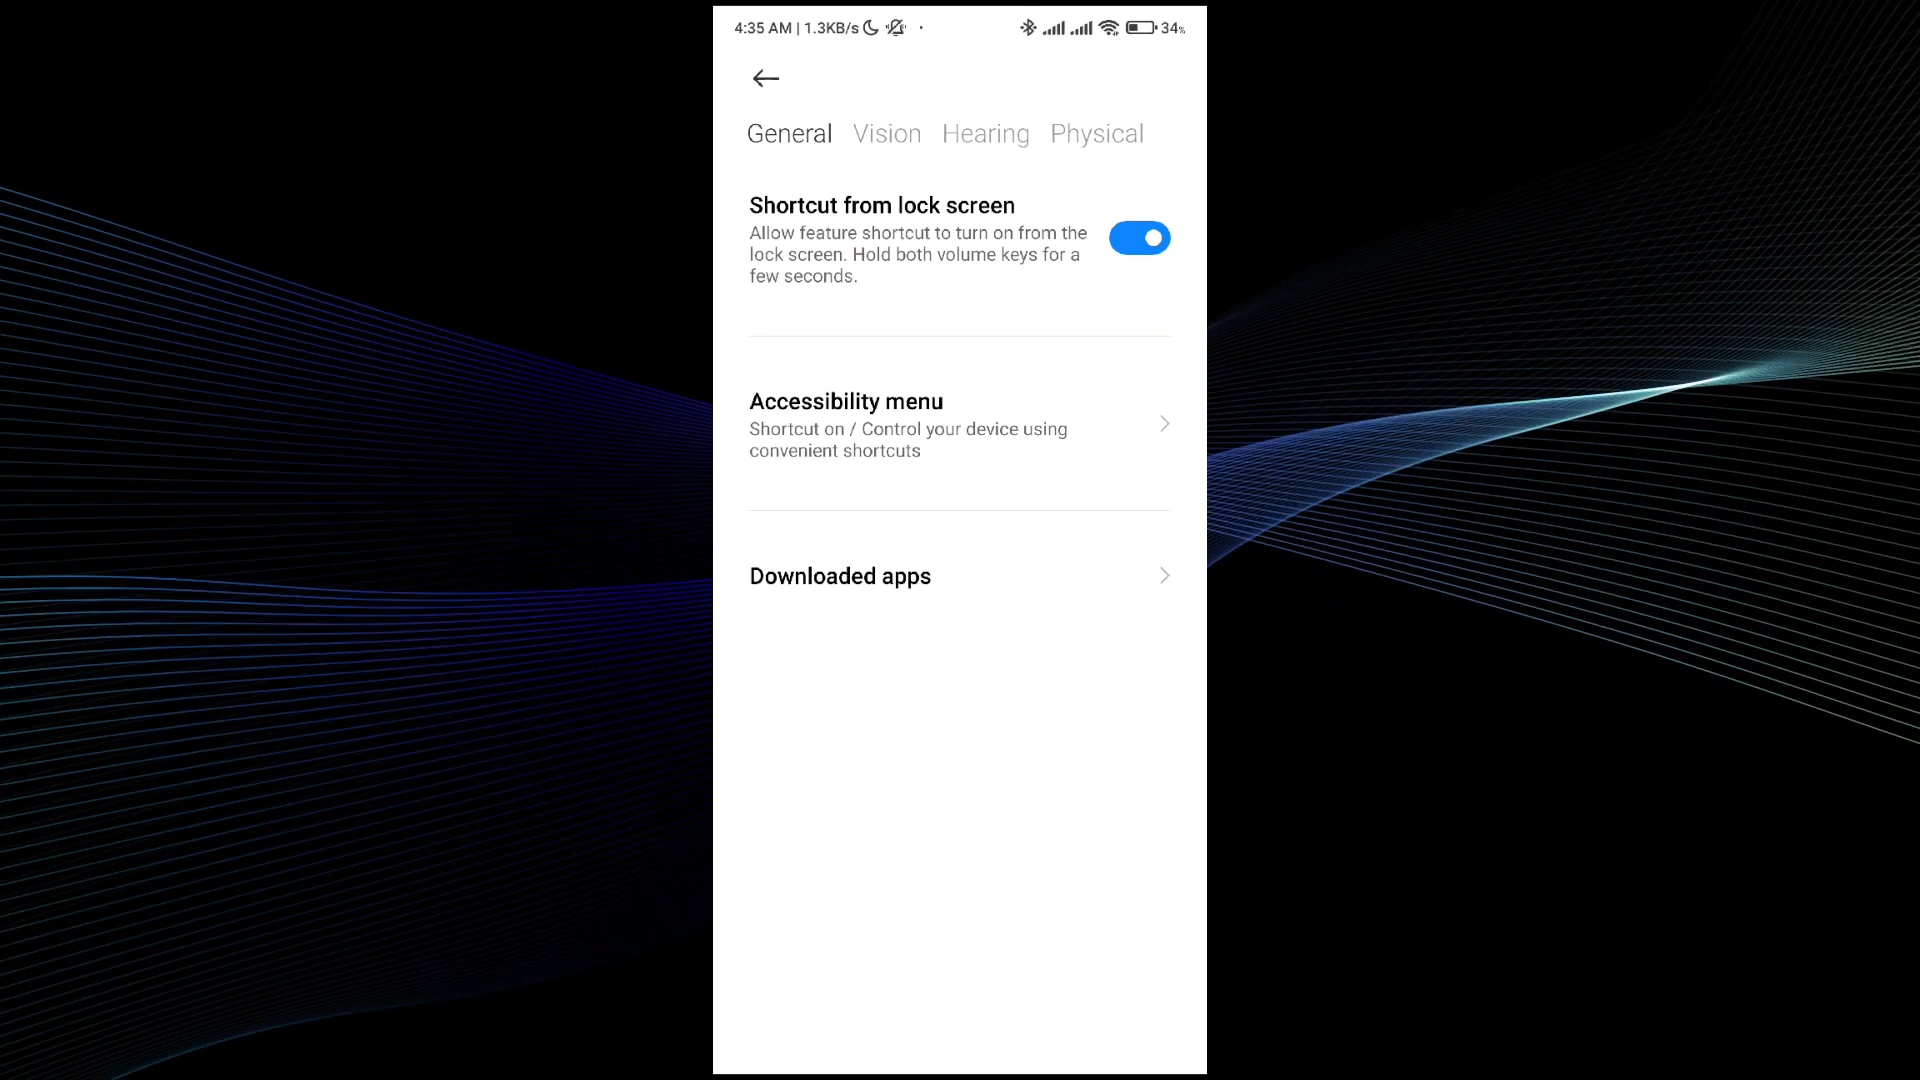 4:35 AM | 1.3KB/s
34%
General Vision Hearing Physical
Shortcut from lock screen
Allow feature shortcut to turn on from the
lock screen. Hold both volume keys for a
few seconds.
Accessibility menu
Shortcut on / Control your device using
convenient shortcuts
Downloaded apps